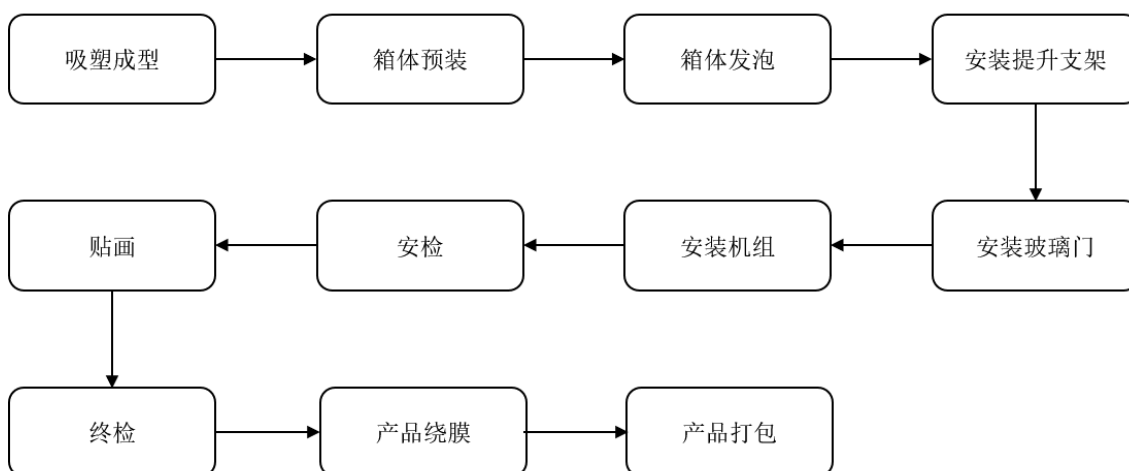 吸塑成型
箱体预装
箱体发泡
安装提升支架
安装玻璃门
安装机组
安检
贴画
终检
产品绕膜
产品打包